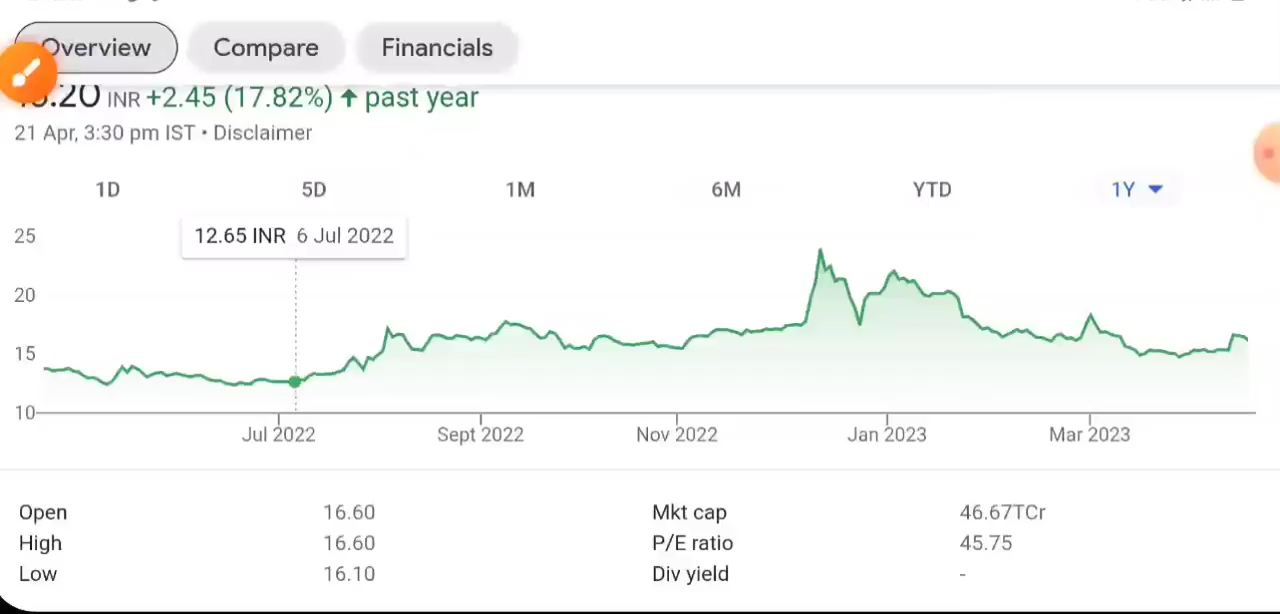 Overview Compare Financials
.20 INR +2.45 (17.82%) ↑ past year
21 Apr, 3:30 pm IST • Disclaimer
1D 5D 1M 6M YTD 1Y
12.65 INR 6 Jul 2022
25
20
15
10
Jul 2022 Sept 2022 Nov 2022 Jan 2023 Mar 2023
Open 16.60 Mkt cap 46.67TCr
High 16.60 P/E ratio 45.75
Low 16.10 Div yield -